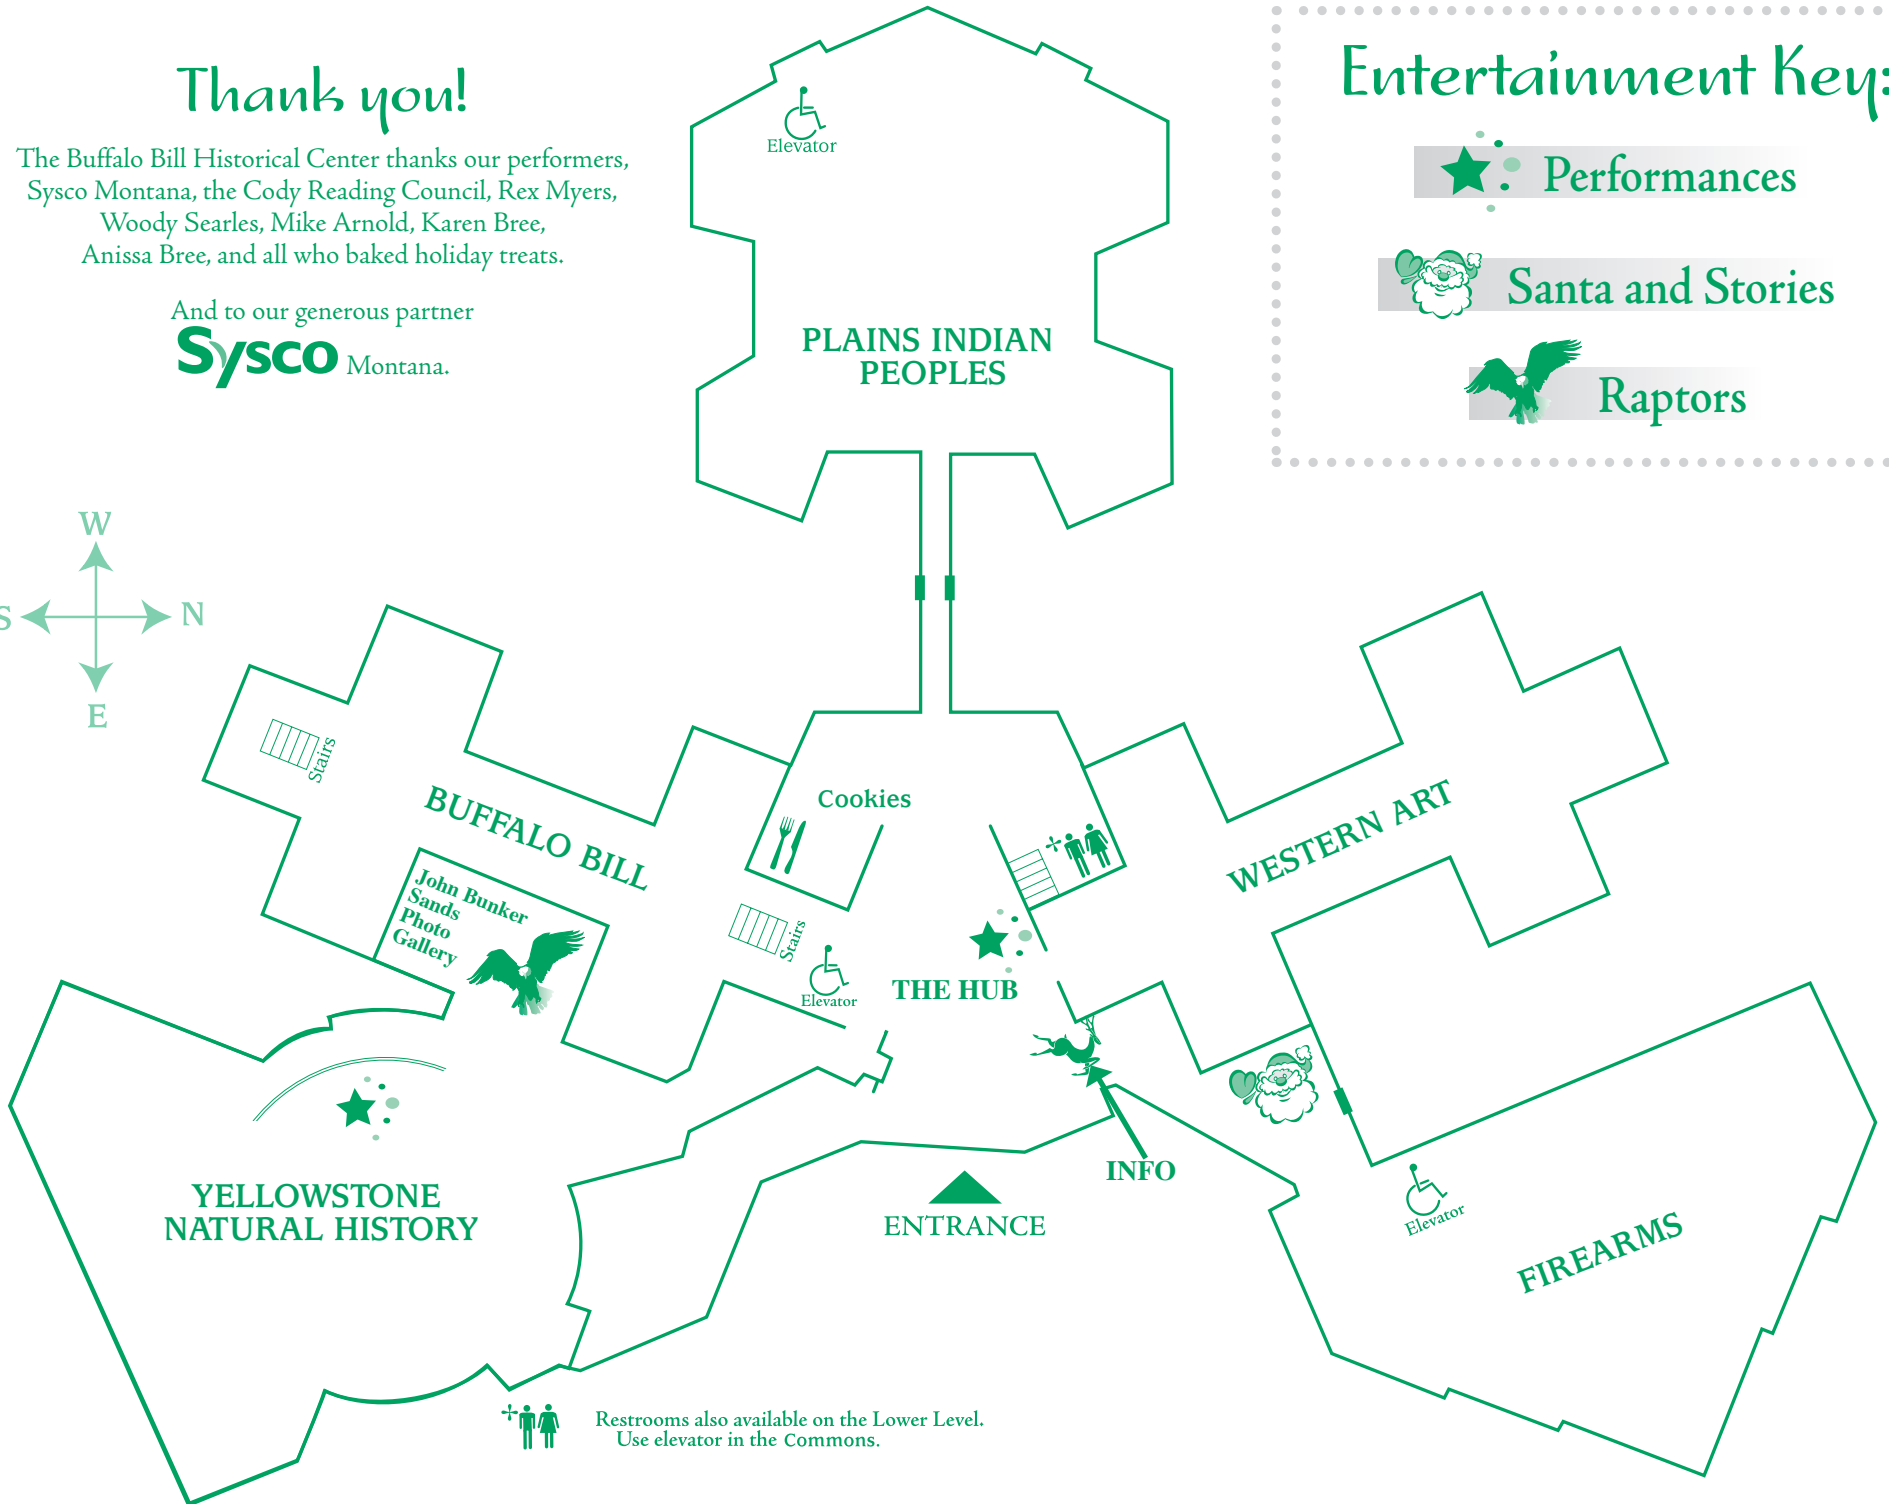 Thank you!
The Buffalo Bill Historical Center thanks our performers,
Sysco Montana, the Cody Reading Council, Rex Myers,
Woody Searles, Mike Arnold, Karen Bree,
Anissa Bree, and all who baked holiday treats.
And to our generous partner
Sysco Montana.
Entertainment Key:
Performances
Santa and Stories
Raptors
Elevator
PLAINS INDIAN
PEOPLES
W
S
N
E
Stairs
BUFFALO BILL
John Bunker
Sands
Photo
Gallery
Cookies
Stairs
Elevator
THE HUB
WESTERN ART
INFO
ENTRANCE
YELLOWSTONE
NATURAL HISTORY
Elevator
FIREARMS
Restrooms also available on the Lower Level.
Use elevator in the Commons.